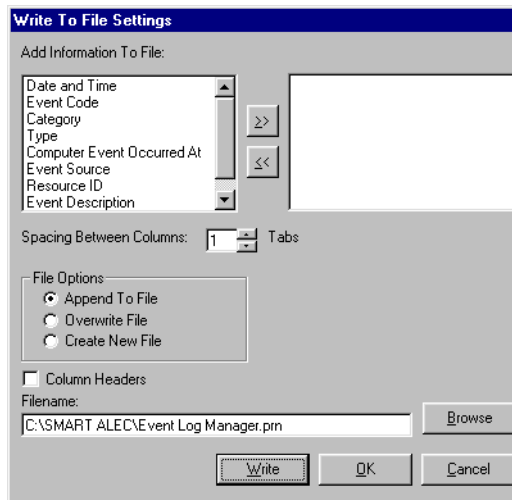 Write To File Settings
Add Information To File:
Date and Time
Event Code
Category
Type
Computer Event Occurred At
Event Source
Resource ID
Event Description
>>
<<
Spacing Between Columns: 1 Tabs
File Options
Append To File
Overwrite File
Create New File
Column Headers
Filename:
C:\SMART ALEC\Event Log Manager.prn
Browse
Write OK Cancel